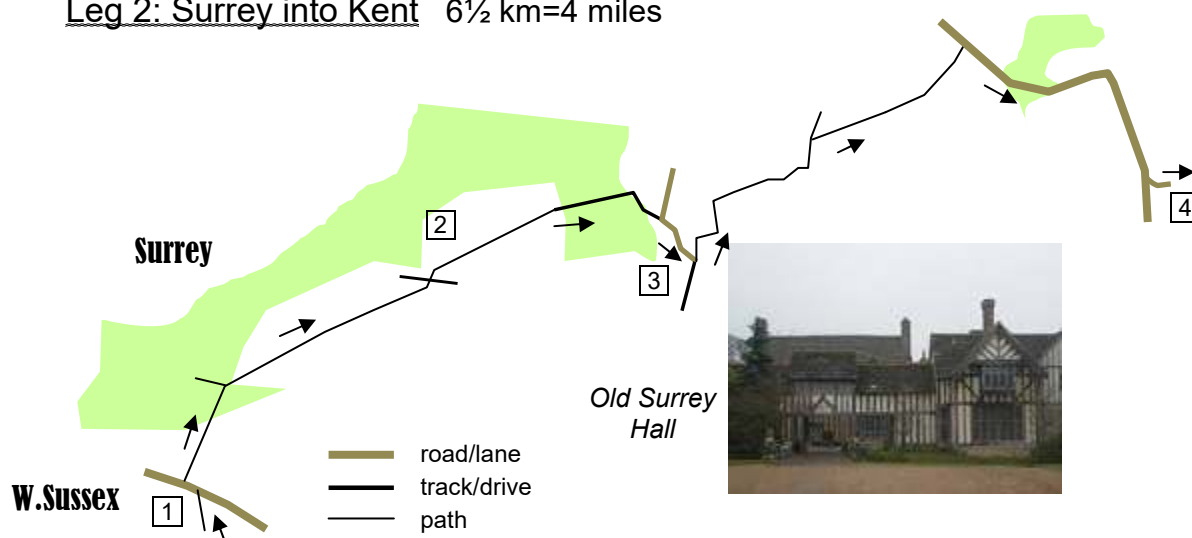 Leg 2: Surrey into Kent 6½ km=4 miles
2
Surrey
3
4
Old Surrey
Hall
road/lane
W.Sussex
1
track/drive
path